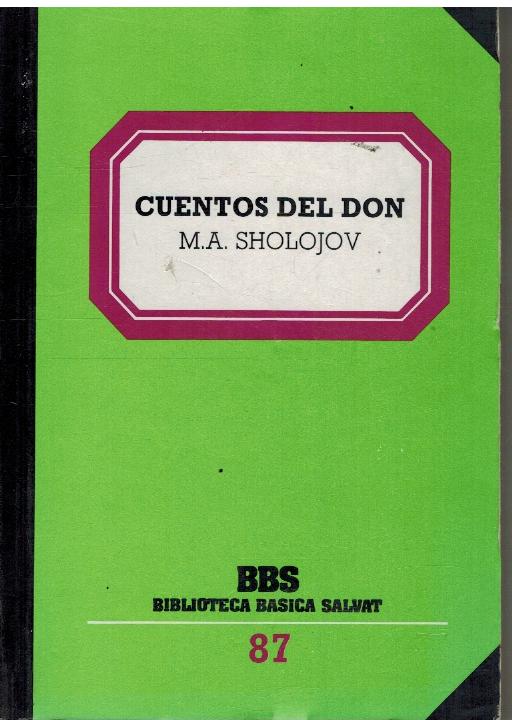 CUENTOS DEL DON
M.A. SHOLOJOV
BBS
BIBLIOTECA BASICA SALVAT
87